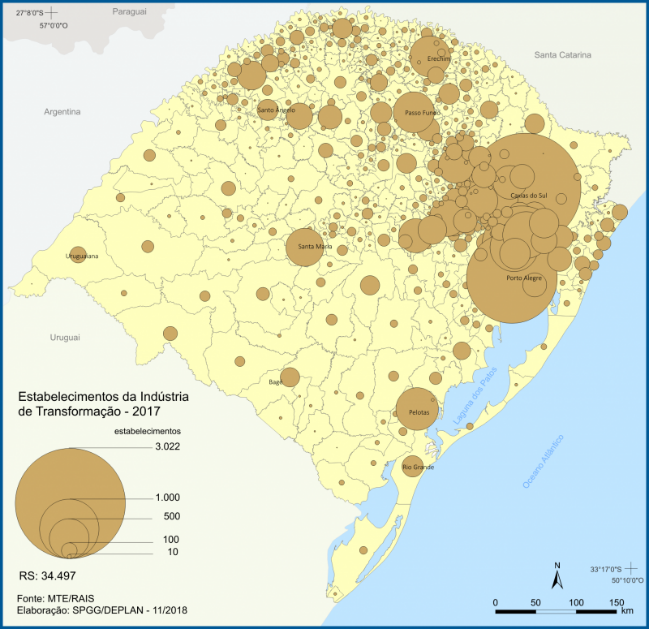 27°8'0"S
57°0'0"O
Paraguai
Santa Catarina
Argentina
Erechim
Santo Ângelo
Passo Fundo
Caxias do Sul
Santa Maria
Uruguaiana
Porto Alegre
Uruguai
Bagé
Pelotas
Laguna dos Patos
Rio Grande
Oceano Atlântico
Estabelecimentos da Indústria
de Transformação - 2017
estabelecimentos
3.022
1.000
500
100
10
RS: 34.497
Fonte: MTE/RAIS
Elaboração: SPGG/DEPLAN - 11/2018
33°17'0"S
50°10'0"O
N
0 50 100 150
km